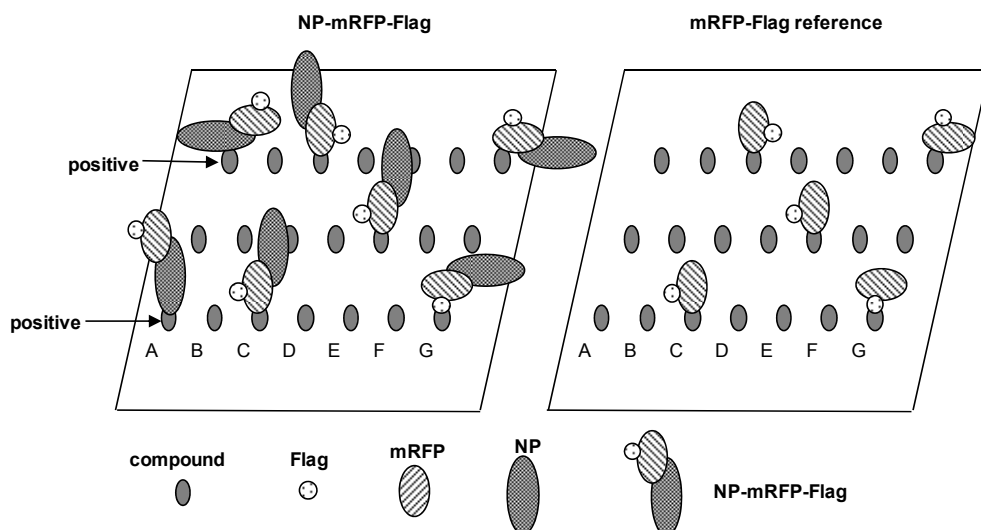 NP-mRFP-Flag
mRFP-Flag reference
positive
positive
A B C D E F G
A B C D E F G
compound
Flag
mRFP
NP
NP-mRFP-Flag